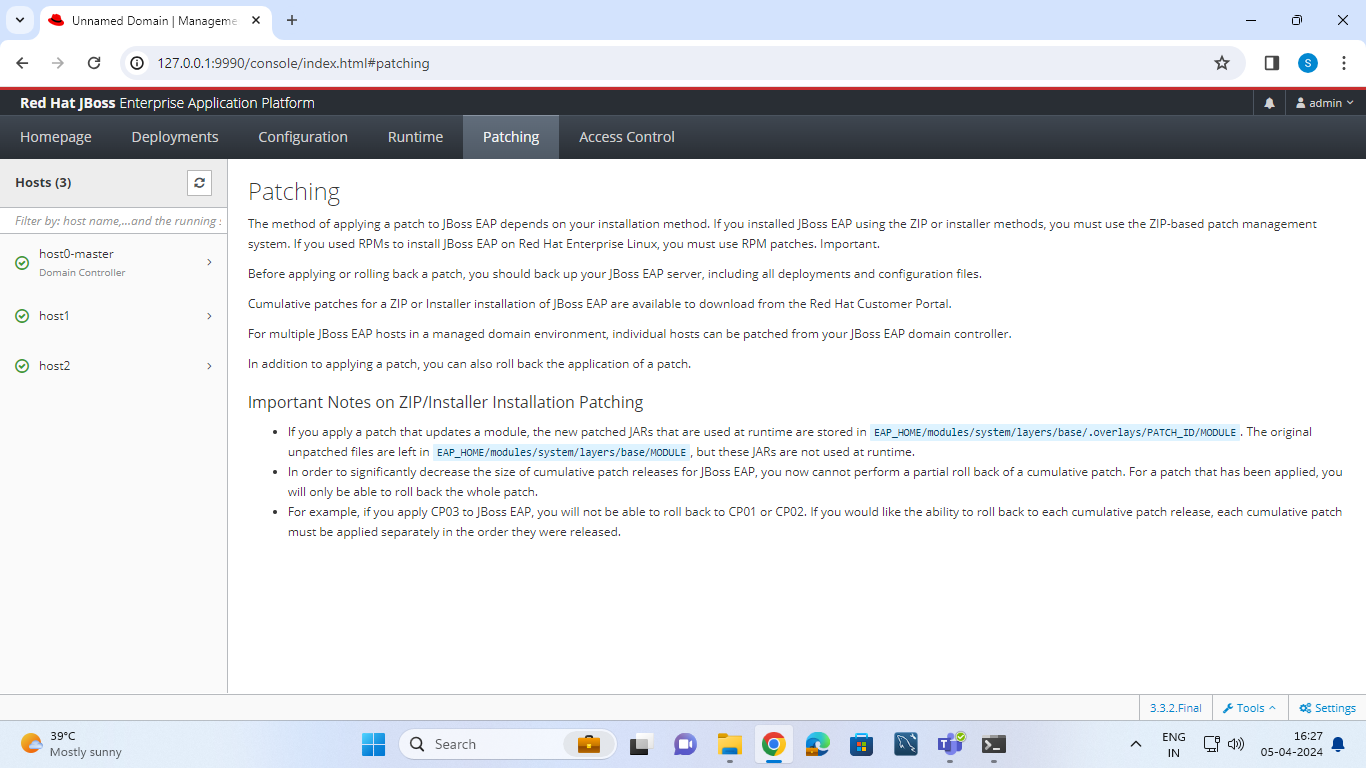 Unnamed Domain | Manageme
127.0.0.1:9990/console/index.html#patching
S
Red Hat JBoss Enterprise Application Platform
admin
Homepage Deployments Configuration Runtime Patching Access Control
Hosts (3)
Filter by: host name,...and the running :
host0-master
Domain Controller
host1
host2
Patching
The method of applying a patch to JBoss EAP depends on your installation method. If you installed JBoss EAP using the ZIP or installer methods, you must use the ZIP-based patch management
system. If you used RPMs to install JBoss EAP on Red Hat Enterprise Linux, you must use RPM patches. Important.
Before applying or rolling back a patch, you should back up your JBoss EAP server, including all deployments and configuration files.
Cumulative patches for a ZIP or Installer installation of JBoss EAP are available to download from the Red Hat Customer Portal.
For multiple JBoss EAP hosts in a managed domain environment, individual hosts can be patched from your JBoss EAP domain controller.
In addition to applying a patch, you can also roll back the application of a patch.
Important Notes on ZIP/Installer Installation Patching
• If you apply a patch that updates a module, the new patched JARs that are used at runtime are stored in EAP_HOME/modules/system/layers/base/.overlays/PATCH_ID/MODULE . The original
unpatched files are left in EAP_HOME/modules/system/layers/base/MODULE , but these JARs are not used at runtime.
• In order to significantly decrease the size of cumulative patch releases for JBoss EAP, you now cannot perform a partial roll back of a cumulative patch. For a patch that has been applied, you
will only be able to roll back the whole patch.
• For example, if you apply CP03 to JBoss EAP, you will not be able to roll back to CP01 or CP02. If you would like the ability to roll back to each cumulative patch release, each cumulative patch
must be applied separately in the order they were released.
3.3.2.Final Tools Settings
39°C
Mostly sunny
Search
ENG
IN
16:27
05-04-2024